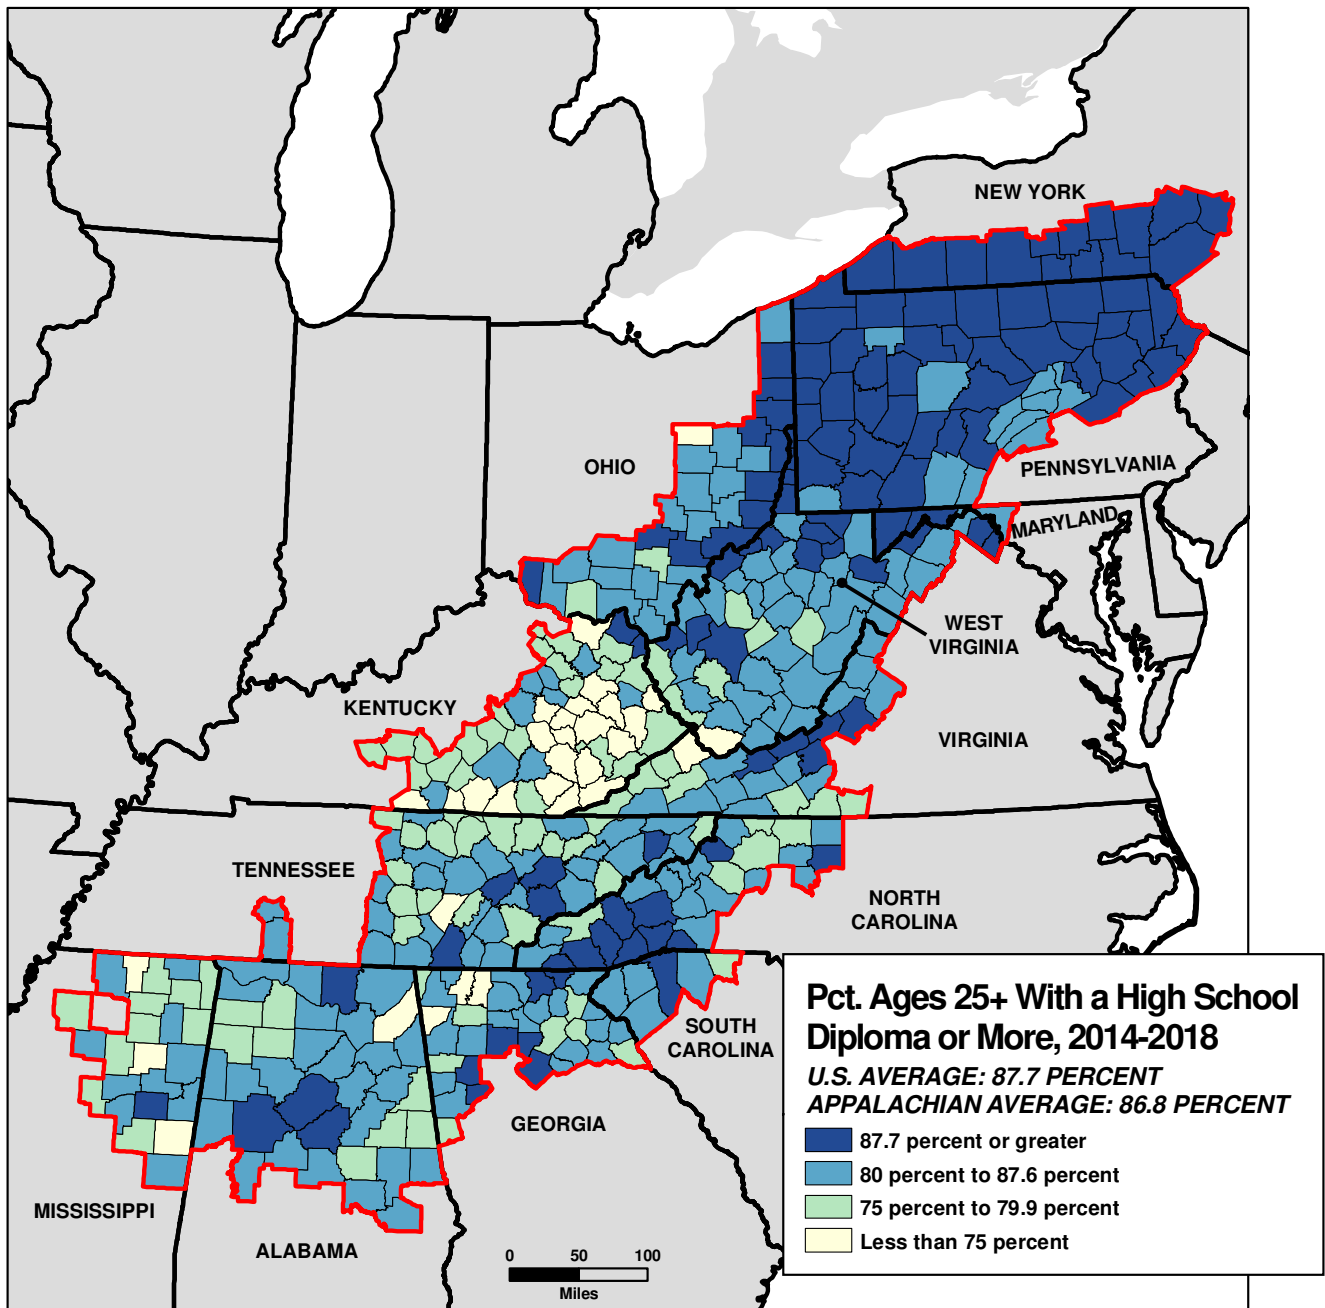 NEW YORK
OHIO
PENNSYLVANIA
MARYLAND
WEST
VIRGINIA
KENTUCKY
VIRGINIA
TENNESSEE
NORTH
CAROLINA
SOUTH
CAROLINA
GEORGIA
MISSISSIPPI
ALABAMA
0 50 100
Miles
Pct. Ages 25+ With a High School
Diploma or More, 2014-2018
U.S. AVERAGE: 87.7 PERCENT
APPALACHIAN AVERAGE: 86.8 PERCENT
87.7 percent or greater
80 percent to 87.6 percent
75 percent to 79.9 percent
Less than 75 percent